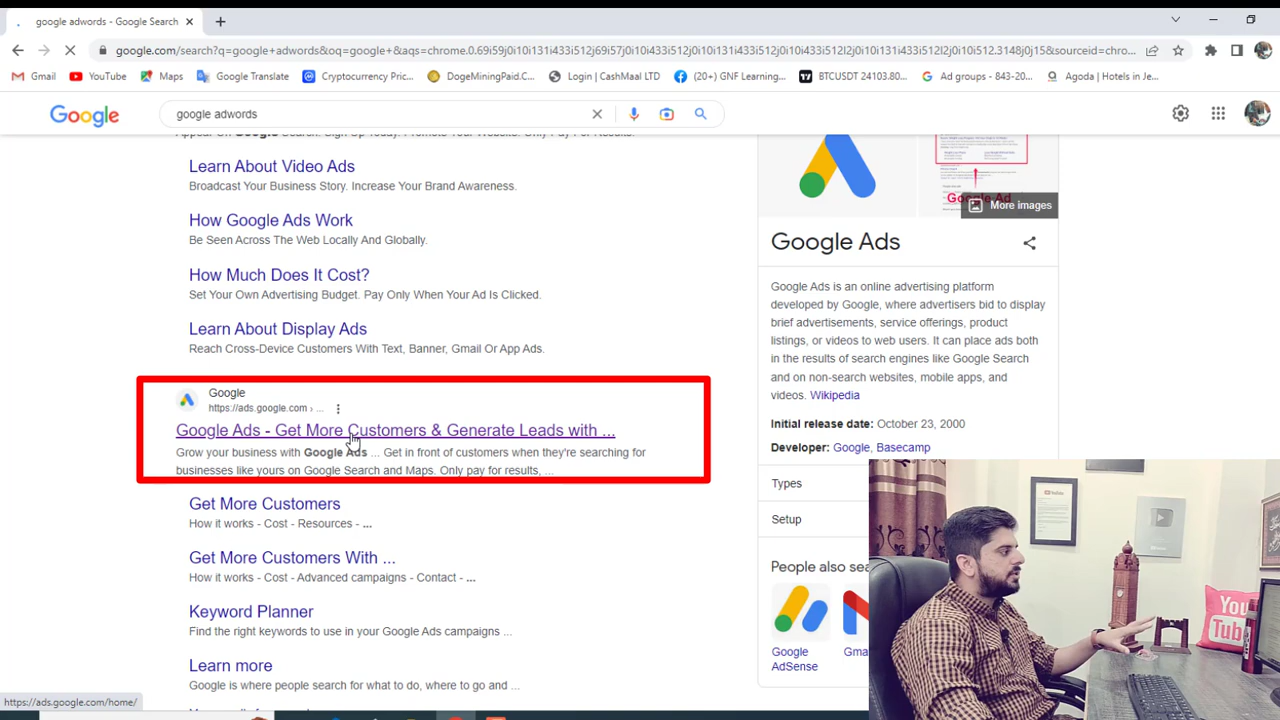 google adwords - Google Search
google.com/search?q=google+adwords&oq=google+&aqs=chrome.0.69i59j0i10i131i433i512j69i57j0i10i433i512j0i10i131i433i512l2j0i10i512l2j0i10i131i433i512j0i10i512.3148j0j15&sourceid=chro...
Gmail YouTube Maps Google Translate Cryptocurrency Pric... DogeMiningPaid.C... Login | CashMaal LTD (20+) GNF Learning... BTCUSDT 24103.80... Ad groups - 843-20... Agoda | Hotels in Je...
Google google adwords
Learn About Video Ads
Broadcast Your Business Story. Increase Your Brand Awareness.
How Google Ads Work
Be Seen Across The Web Locally And Globally.
How Much Does It Cost?
Set Your Own Advertising Budget. Pay Only When Your Ad Is Clicked.
Learn About Display Ads
Reach Cross-Device Customers With Text, Banner, Gmail Or App Ads.
Google
https://ads.google.com › ...
Google Ads - Get More Customers & Generate Leads with ...
Grow your business with Google Ads ... Get in front of customers when they're searching for
businesses like yours on Google Search and Maps. Only pay for results, ...
Get More Customers
How it works - Cost - Resources - ...
Get More Customers With ...
How it works - Cost - Advanced campaigns - Contact - ...
Keyword Planner
Find the right keywords to use in your Google Ads campaigns ...
Learn more
Google is where people search for what to do, where to go and ...
https://ads.google.com/home/
Google Ad
More images
Google Ads
Google Ads is an online advertising platform
developed by Google, where advertisers bid to display
brief advertisements, service offerings, product
listings, or videos to web users. It can place ads both
in the results of search engines like Google Search
and on non-search websites, mobile apps, and
videos. Wikipedia
Initial release date: October 23, 2000
Developer: Google, Basecamp
Types
Setup
People also sea
Google
AdSense
Gma
You
Tube